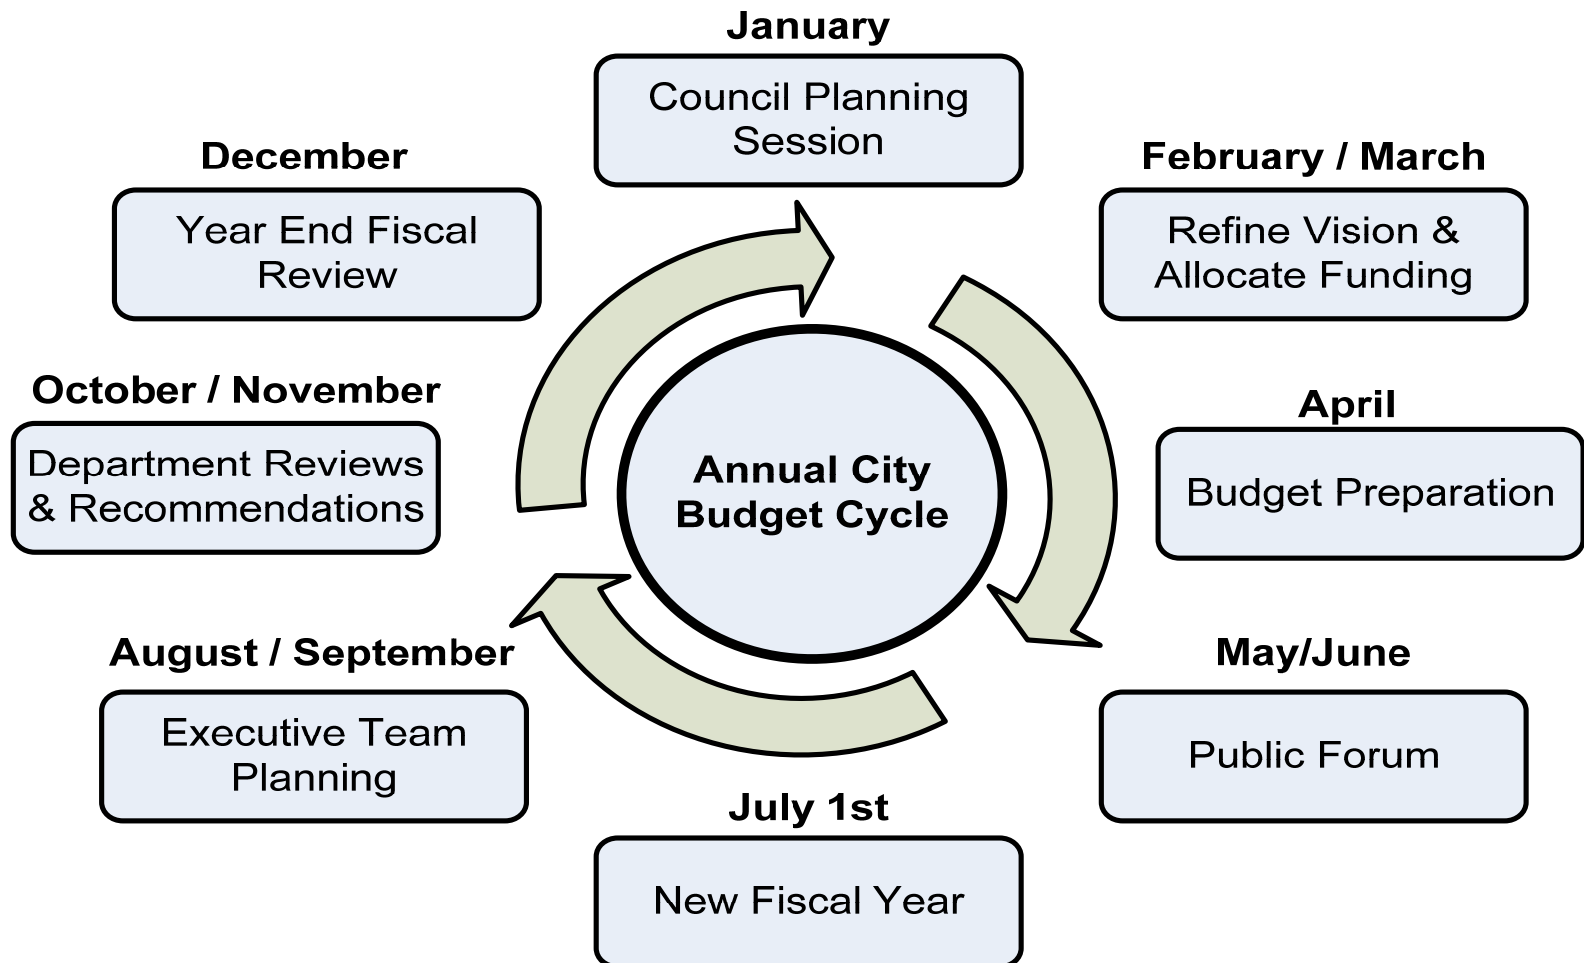 January
Council Planning
Session
February / March
Refine Vision &
Allocate Funding
April
Budget Preparation
May/June
Public Forum
July 1st
New Fiscal Year
August / September
Executive Team
Planning
October / November
Department Reviews
& Recommendations
December
Year End Fiscal
Review
Annual City
Budget Cycle